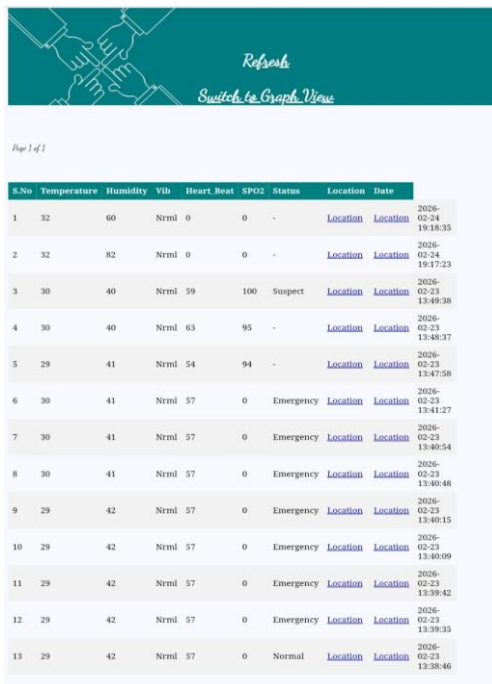 Refresh
Switch to Graph View
Page 1 of 1
S.No Temperature Humidity Vib Heart_Beat SPO2 Status Location Date
1 32 60 Nrml 0 0 - Location Location 2026-02-24 19:18:35
2 32 82 Nrml 0 0 - Location Location 2026-02-24 19:17:23
3 30 40 Nrml 59 100 Suspect Location Location 2026-02-23 13:49:38
4 30 40 Nrml 63 95 - Location Location 2026-02-23 13:48:37
5 29 41 Nrml 54 94 - Location Location 2026-02-23 13:47:58
6 30 41 Nrml 57 0 Emergency Location Location 2026-02-23 13:41:27
7 30 41 Nrml 57 0 Emergency Location Location 2026-02-23 13:40:54
8 30 41 Nrml 57 0 Emergency Location Location 2026-02-23 13:40:48
9 29 42 Nrml 57 0 Emergency Location Location 2026-02-23 13:40:15
10 29 42 Nrml 57 0 Emergency Location Location 2026-02-23 13:40:09
11 29 42 Nrml 57 0 Emergency Location Location 2026-02-23 13:39:42
12 29 42 Nrml 57 0 Emergency Location Location 2026-02-23 13:39:35
13 29 42 Nrml 57 0 Normal Location Location 2026-02-23 13:38:46